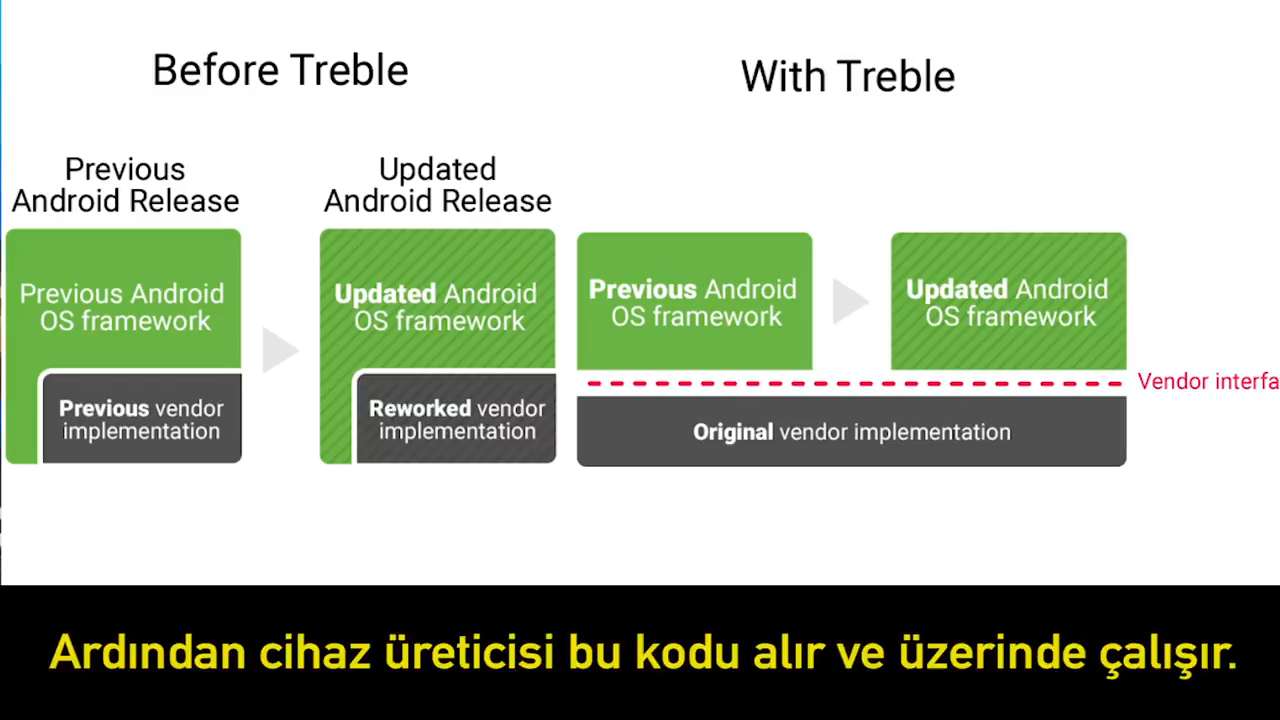 Before Treble
With Treble
Previous
Android Release
Updated
Android Release
Previous Android
OS framework
Previous vendor
implementation
Updated Android
OS framework
Reworked vendor
implementation
Previous Android
OS framework
Updated Android
OS framework
Vendor interfa
Original vendor implementation
Ardından cihaz üreticisi bu kodu alır ve üzerinde çalışır.